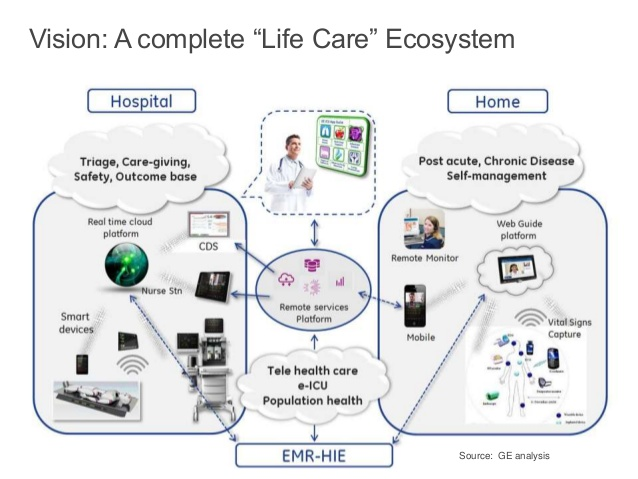 Vision: A complete “Life Care” Ecosystem
Hospital
Home
Triage, Care-giving,
Safety, Outcome base
Post acute, Chronic Disease
Self-management
Real time cloud
platform
CDS
Nurse Stn
Smart
devices
Remote services
Platform
Tele health care
e-ICU
Population health
EMR-HIE
Remote Monitor
Web Guide
platform
Mobile
Vital Signs
Capture
Source: GE analysis